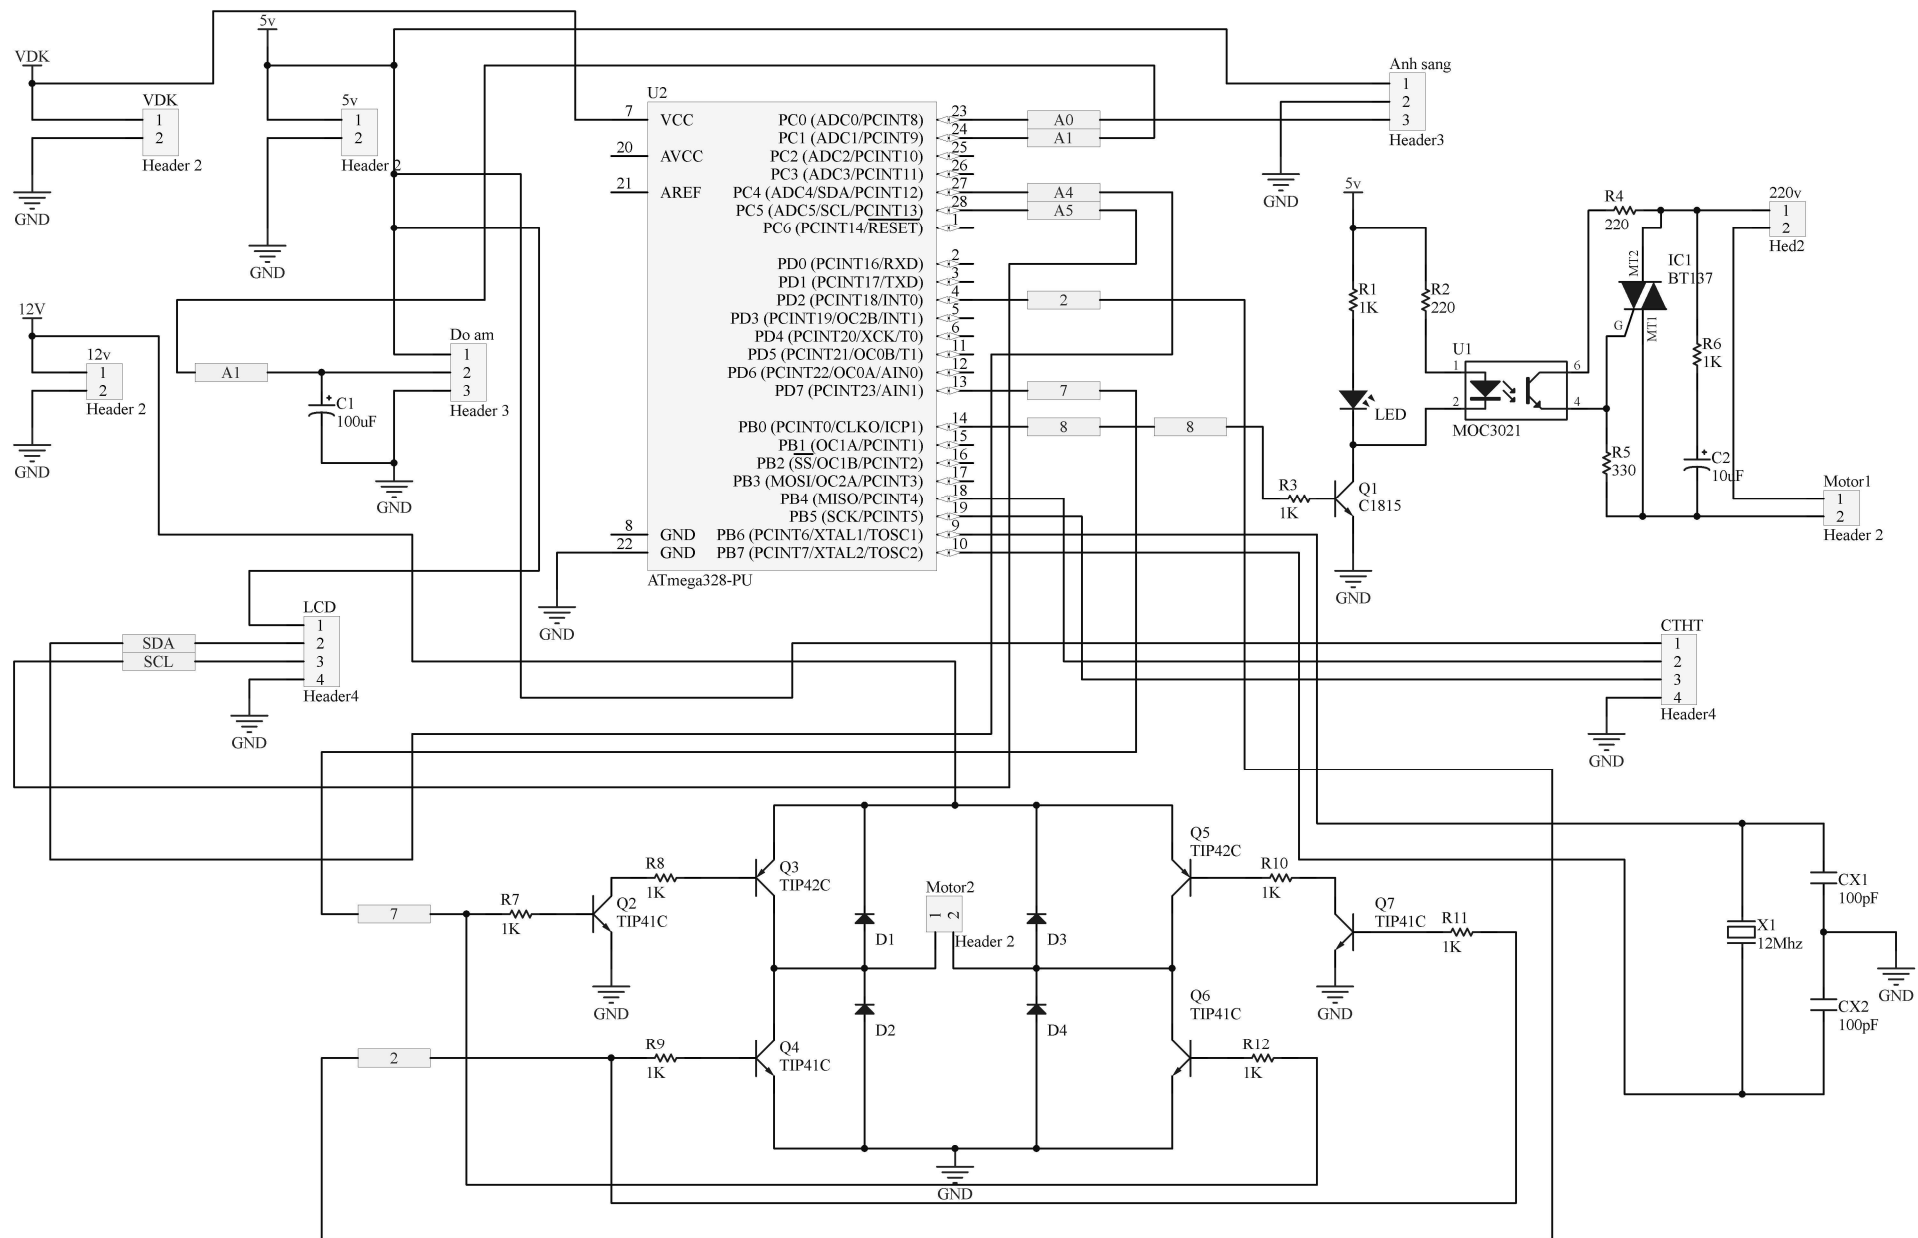 VDK
VDK
1
2
Header 2
GND
5v
5v
1
2
Header 2
GND
12V
12v
1
2
Header 2
GND
A1
C1
100uF
Do am
1
2
3
Header 3
GND
U2
7 VCC
20 AVCC
21 AREF
8 GND
22 GND
ATmega328-PU
GND
PC0 (ADC0/PCINT8) 23
PC1 (ADC1/PCINT9) 24
PC2 (ADC2/PCINT10) 25
PC3 (ADC3/PCINT11) 26
PC4 (ADC4/SDA/PCINT12) 27
PC5 (ADC5/SCL/PCINT13) 28
PC6 (PCINT14/RESET) 1
PD0 (PCINT16/RXD) 2
PD1 (PCINT17/TXD) 3
PD2 (PCINT18/INT0) 4
PD3 (PCINT19/OC2B/INT1) 5
PD4 (PCINT20/XCK/T0) 6
PD5 (PCINT21/OC0B/T1) 11
PD6 (PCINT22/OC0A/AIN0) 12
PD7 (PCINT23/AIN1) 13
PB0 (PCINT0/CLKO/ICP1) 14
PB1 (OC1A/PCINT1) 15
PB2 (SS/OC1B/PCINT2) 16
PB3 (MOSI/OC2A/PCINT3) 17
PB4 (MISO/PCINT4) 18
PB5 (SCK/PCINT5) 19
PB6 (PCINT6/XTAL1/TOSC1) 9
PB7 (PCINT7/XTAL2/TOSC2) 10
A0
A1
A4
A5
2
7
8
8
Anh sang
1
2
3
Header3
GND
5v
R1
1K
R2
220
LED
R3
1K
Q1
C1815
GND
U1
1
2
6
4
MOC3021
R4
220
MT2
IC1
BT137
G
MT1
R6
1K
R5
330
C2
10uF
220v
1
2
Hed2
Motor1
1
2
Header 2
LCD
1
2
3
4
Header4
SDA
SCL
GND
CTHT
1
2
3
4
Header4
GND
7
R7
1K
Q2
TIP41C
GND
R8
1K
Q3
TIP42C
2
R9
1K
Q4
TIP41C
D1
D2
Motor2
1
2
Header 2
D3
D4
GND
Q5
TIP42C
R10
1K
Q7
TIP41C
R11
1K
GND
Q6
TIP41C
R12
1K
X1
12Mhz
CX1
100pF
CX2
100pF
GND